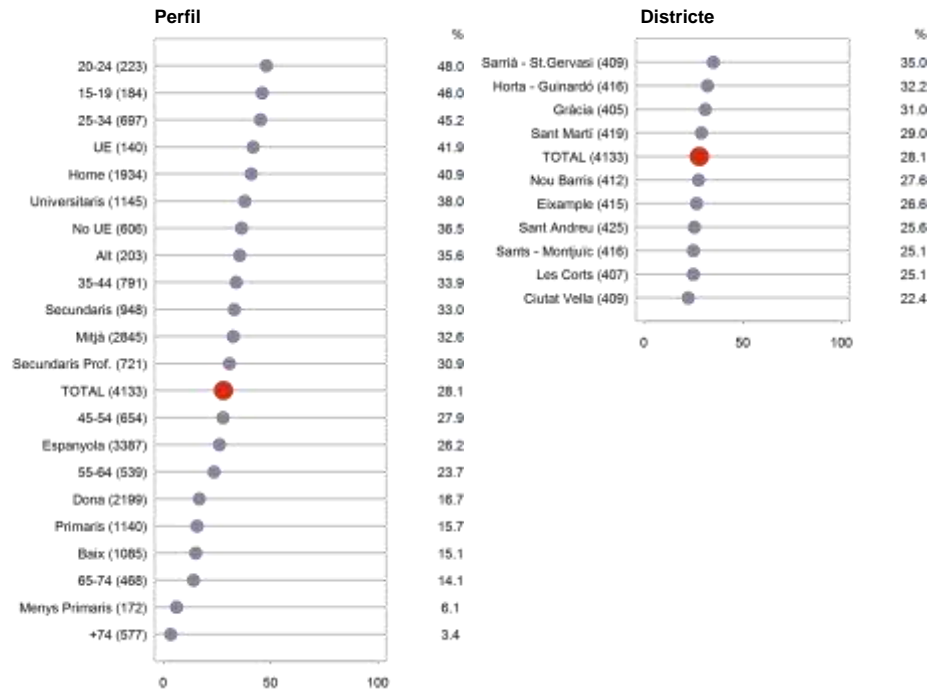 Perfil
%
20-24 (223) 48.0
15-19 (184) 46.0
25-34 (697) 45.2
UE (140) 41.9
Home (1934) 40.9
Universitaris (1145) 38.0
No UE (606) 36.5
Alt (203) 35.6
35-44 (791) 33.9
Secundaris (948) 33.0
Mitjà (2845) 32.6
Secundaris Prof. (721) 30.9
TOTAL (4133) 28.1
45-54 (654) 27.9
Espanyola (3387) 26.2
55-64 (539) 23.7
Dona (2199) 16.7
Primaris (1140) 15.7
Baix (1085) 15.1
65-74 (468) 14.1
Menys Primaris (172) 6.1
+74 (577) 3.4
0 50 100
Districte
%
Sarrià - St.Gervasi (409) 35.0
Horta - Guinardó (416) 32.2
Gràcia (405) 31.0
Sant Martí (419) 29.0
TOTAL (4133) 28.1
Nou Barris (412) 27.6
Eixample (415) 26.6
Sant Andreu (425) 25.6
Sants - Montjuïc (416) 25.1
Les Corts (407) 25.1
Ciutat Vella (409) 22.4
0 50 100